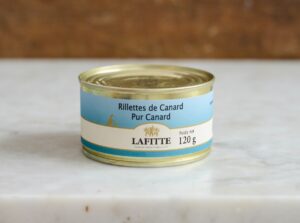 Rillettes de Canard
Pur Canard
LAFITTE
Poids net
120 g